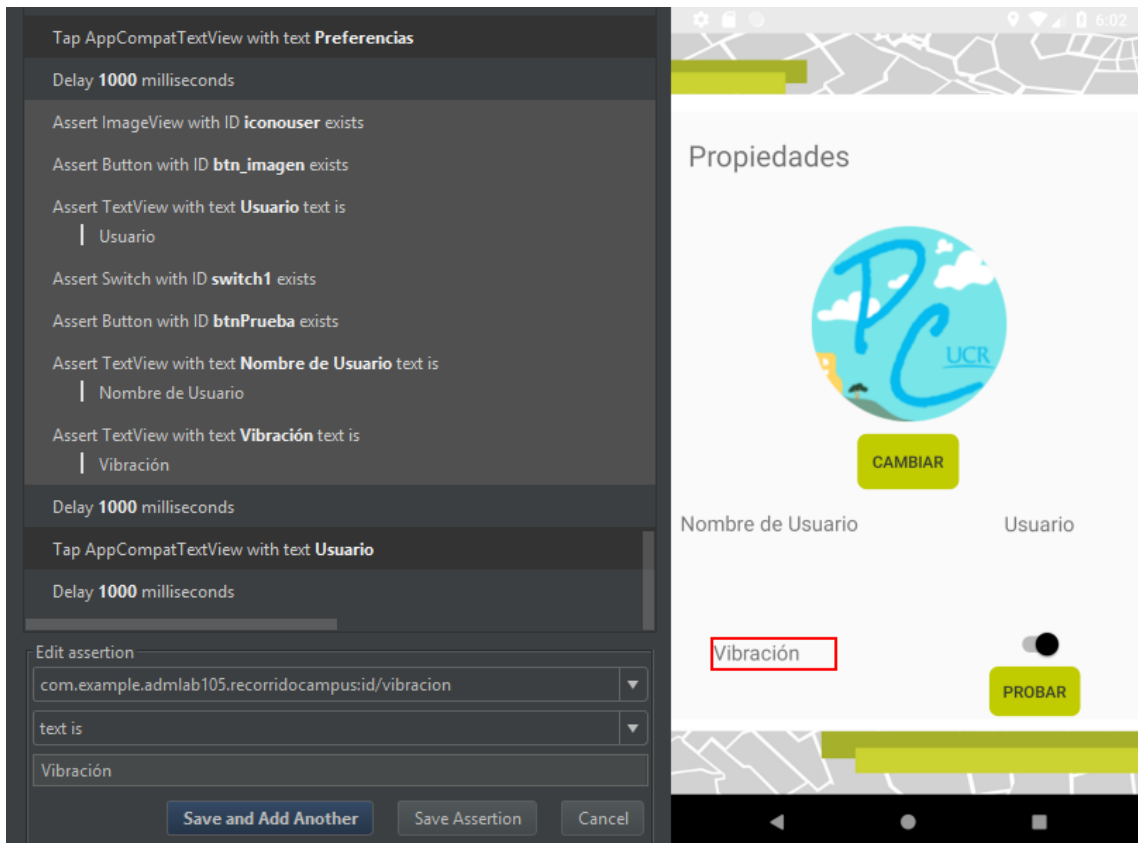 Tap AppCompatTextView with text Preferencias
Delay 1000 milliseconds
Assert ImageView with ID iconouser exists
Assert Button with ID btn_imagen exists
Assert TextView with text Usuario text is
Usuario
Assert Switch with ID switch1 exists
Assert Button with ID btnPrueba exists
Assert TextView with text Nombre de Usuario text is
Nombre de Usuario
Assert TextView with text Vibración text is
Vibración
Delay 1000 milliseconds
Tap AppCompatTextView with text Usuario
Delay 1000 milliseconds
Edit assertion
com.example.admlab105.recorridocampus:id/vibracion
text is
Vibración
Save and Add Another Save Assertion Cancel
6:02
Propiedades
PC
UCR
CAMBIAR
Nombre de Usuario Usuario
Vibración
PROBAR